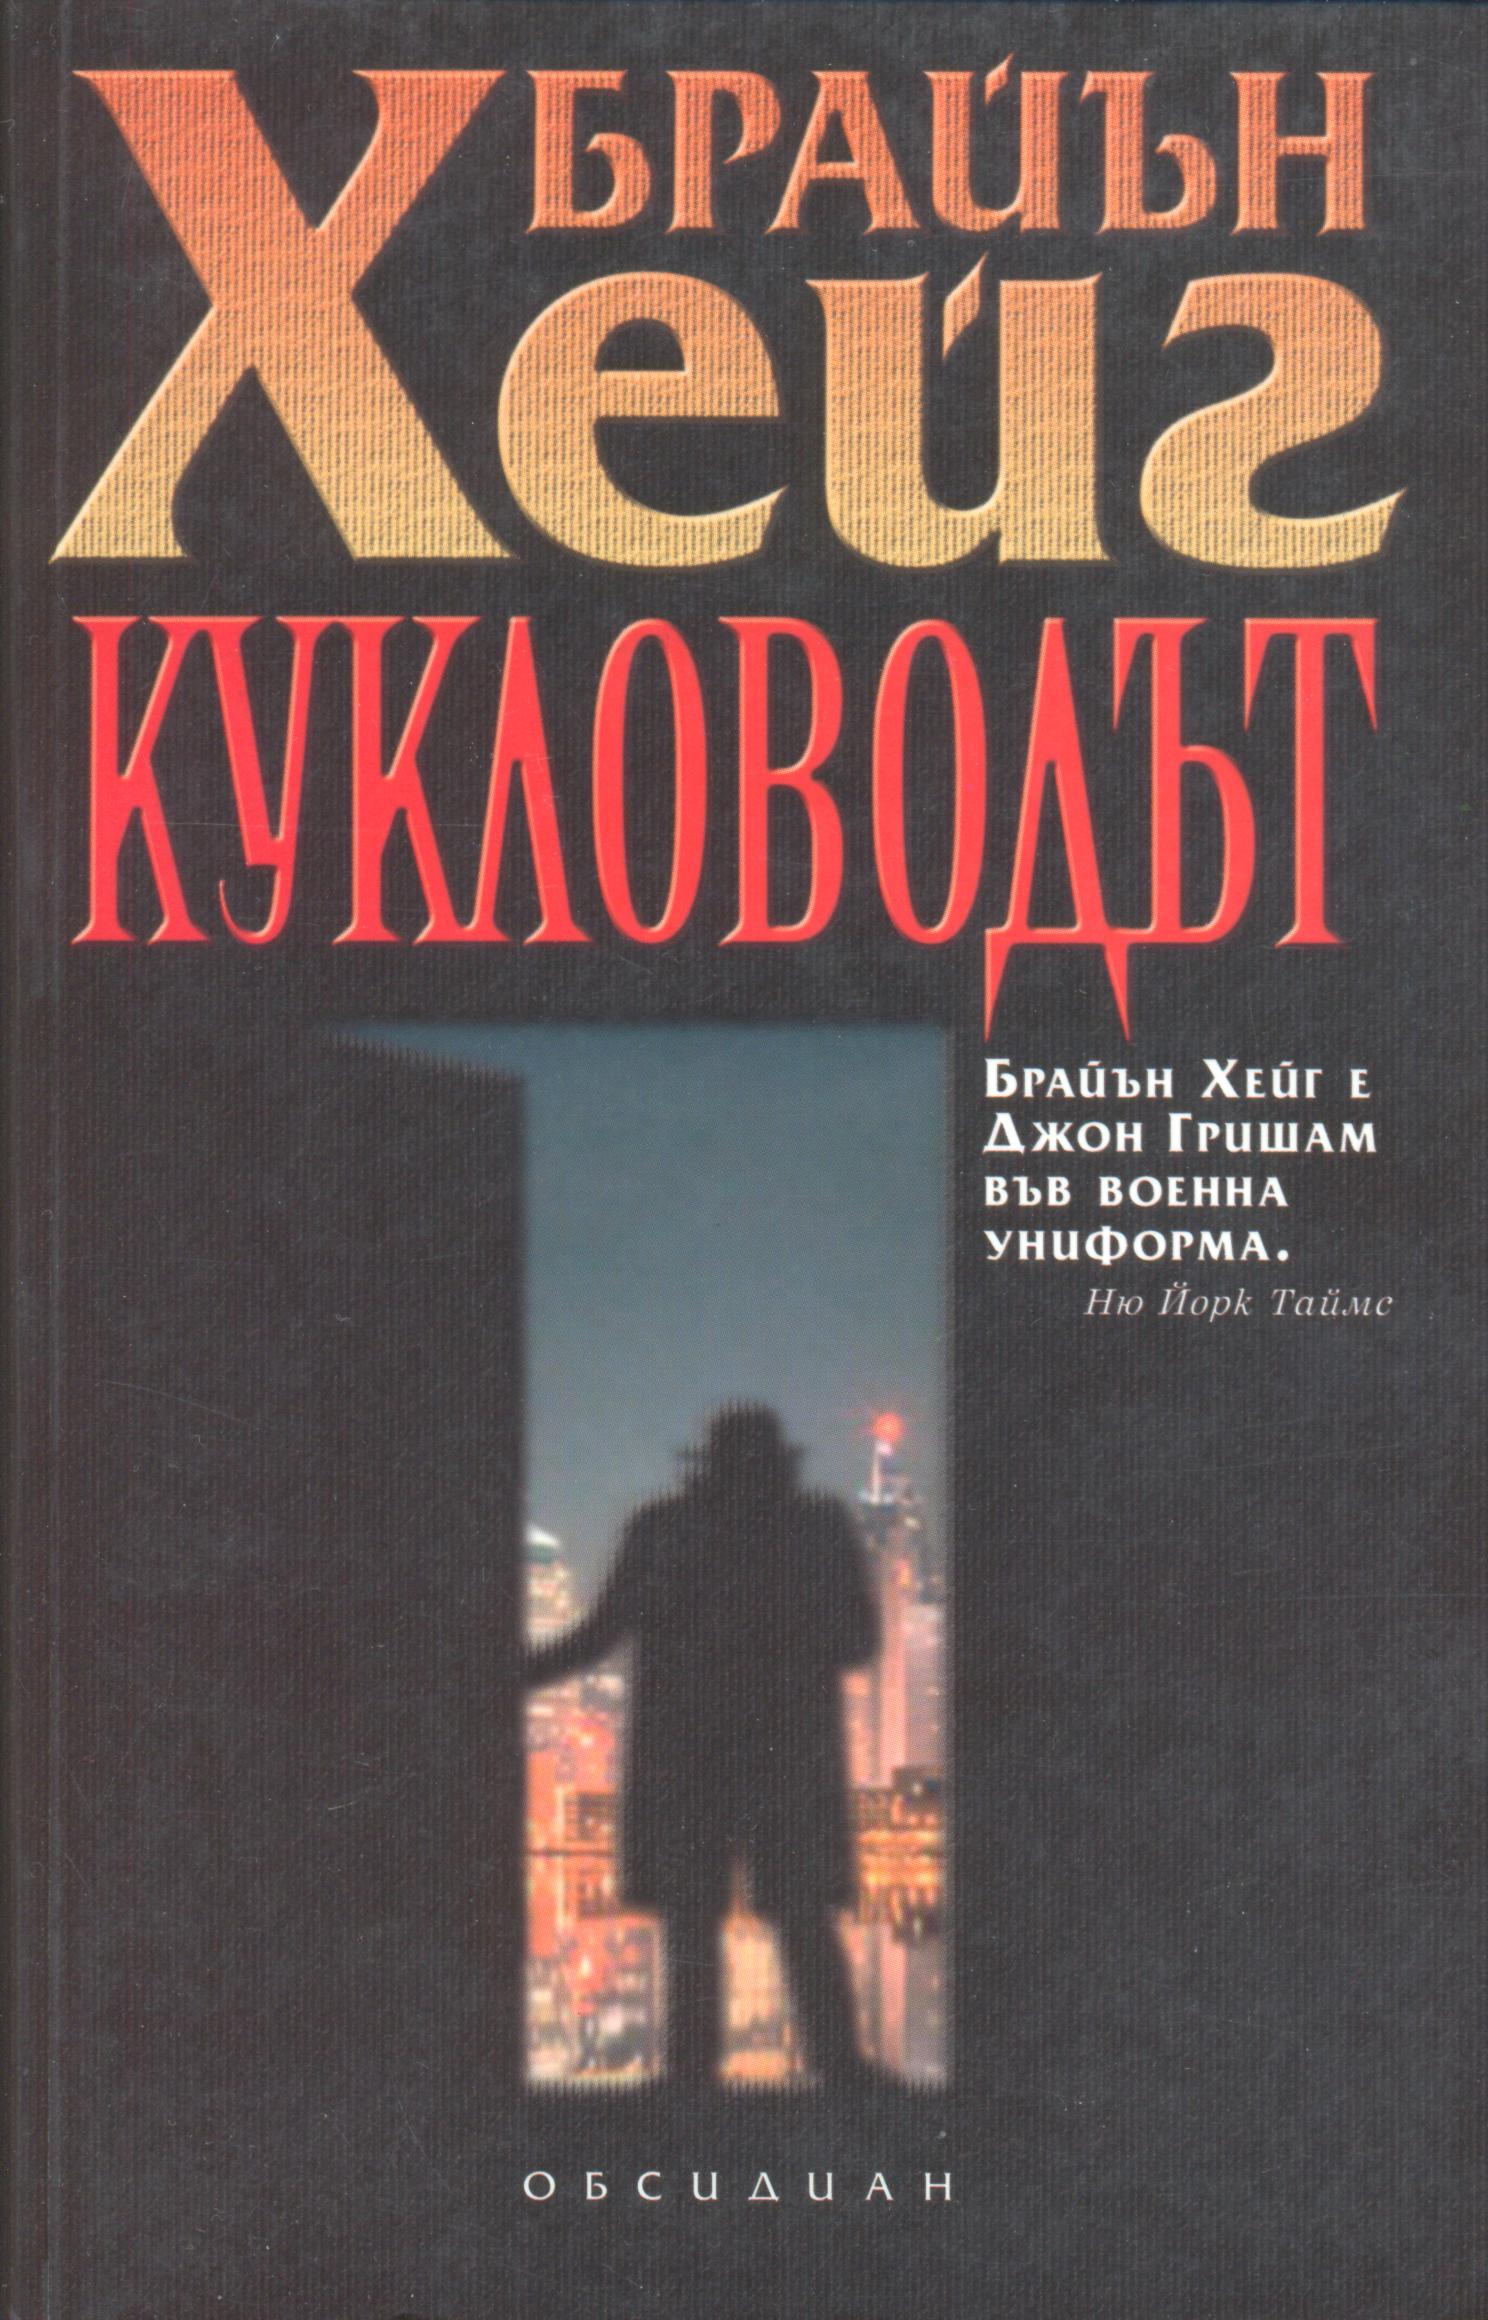 БРАЙЪН
Хейг
КУКЛОВОДЪТ
БРАЙЪН ХЕЙГ Е
ДЖОН ГРИШАМ
ВЪВ ВОЕННА
УНИФОРМА.
Ню Йорк Таймс
ОБСИДИАН